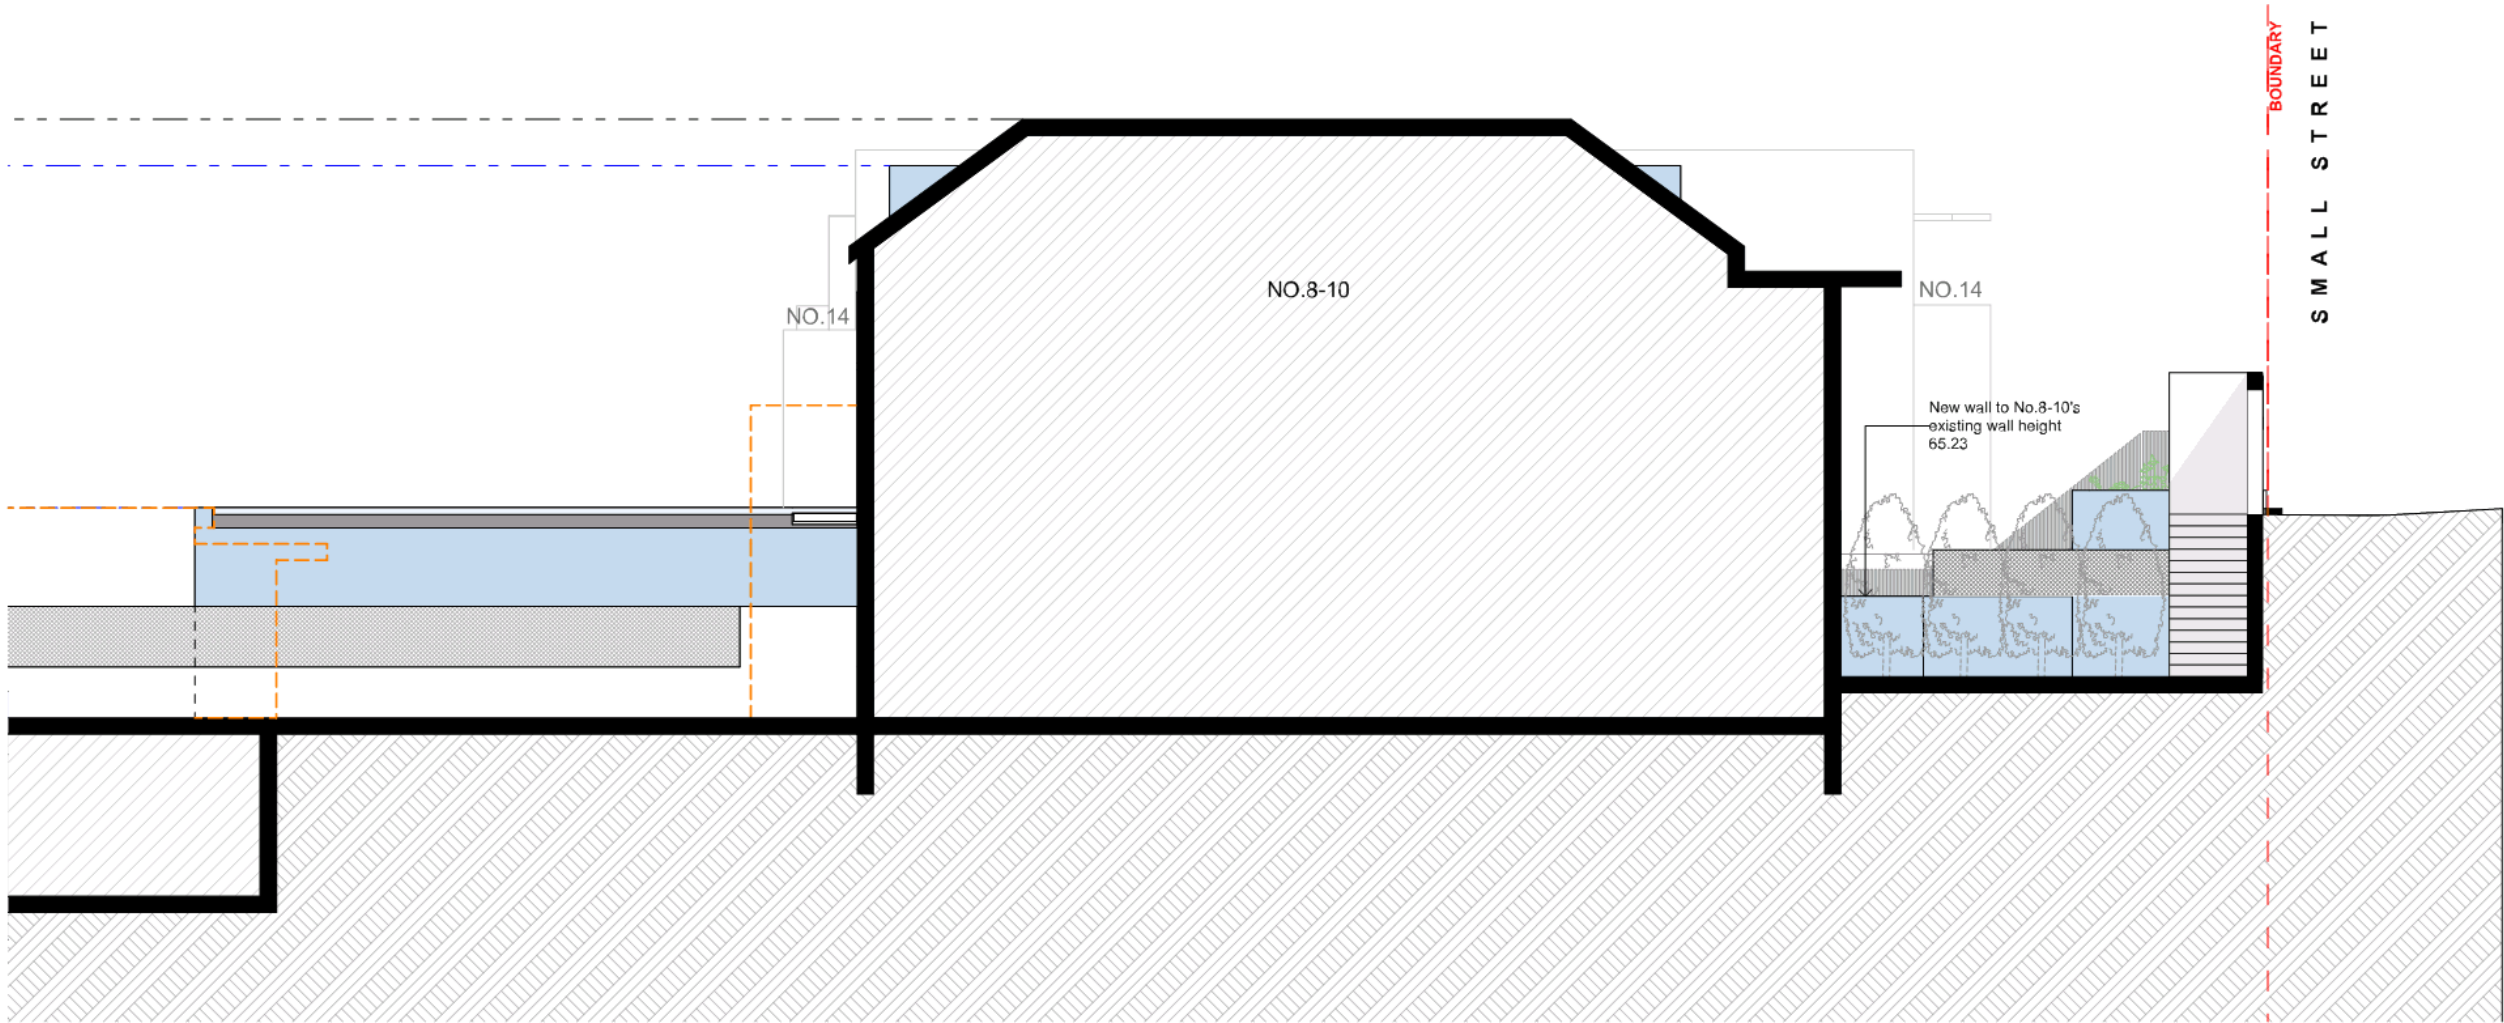 BOUNDARY
SMALL STREET
NO.8-10
NO.14
NO.14
New wall to No.8-10's
existing wall height
65.23